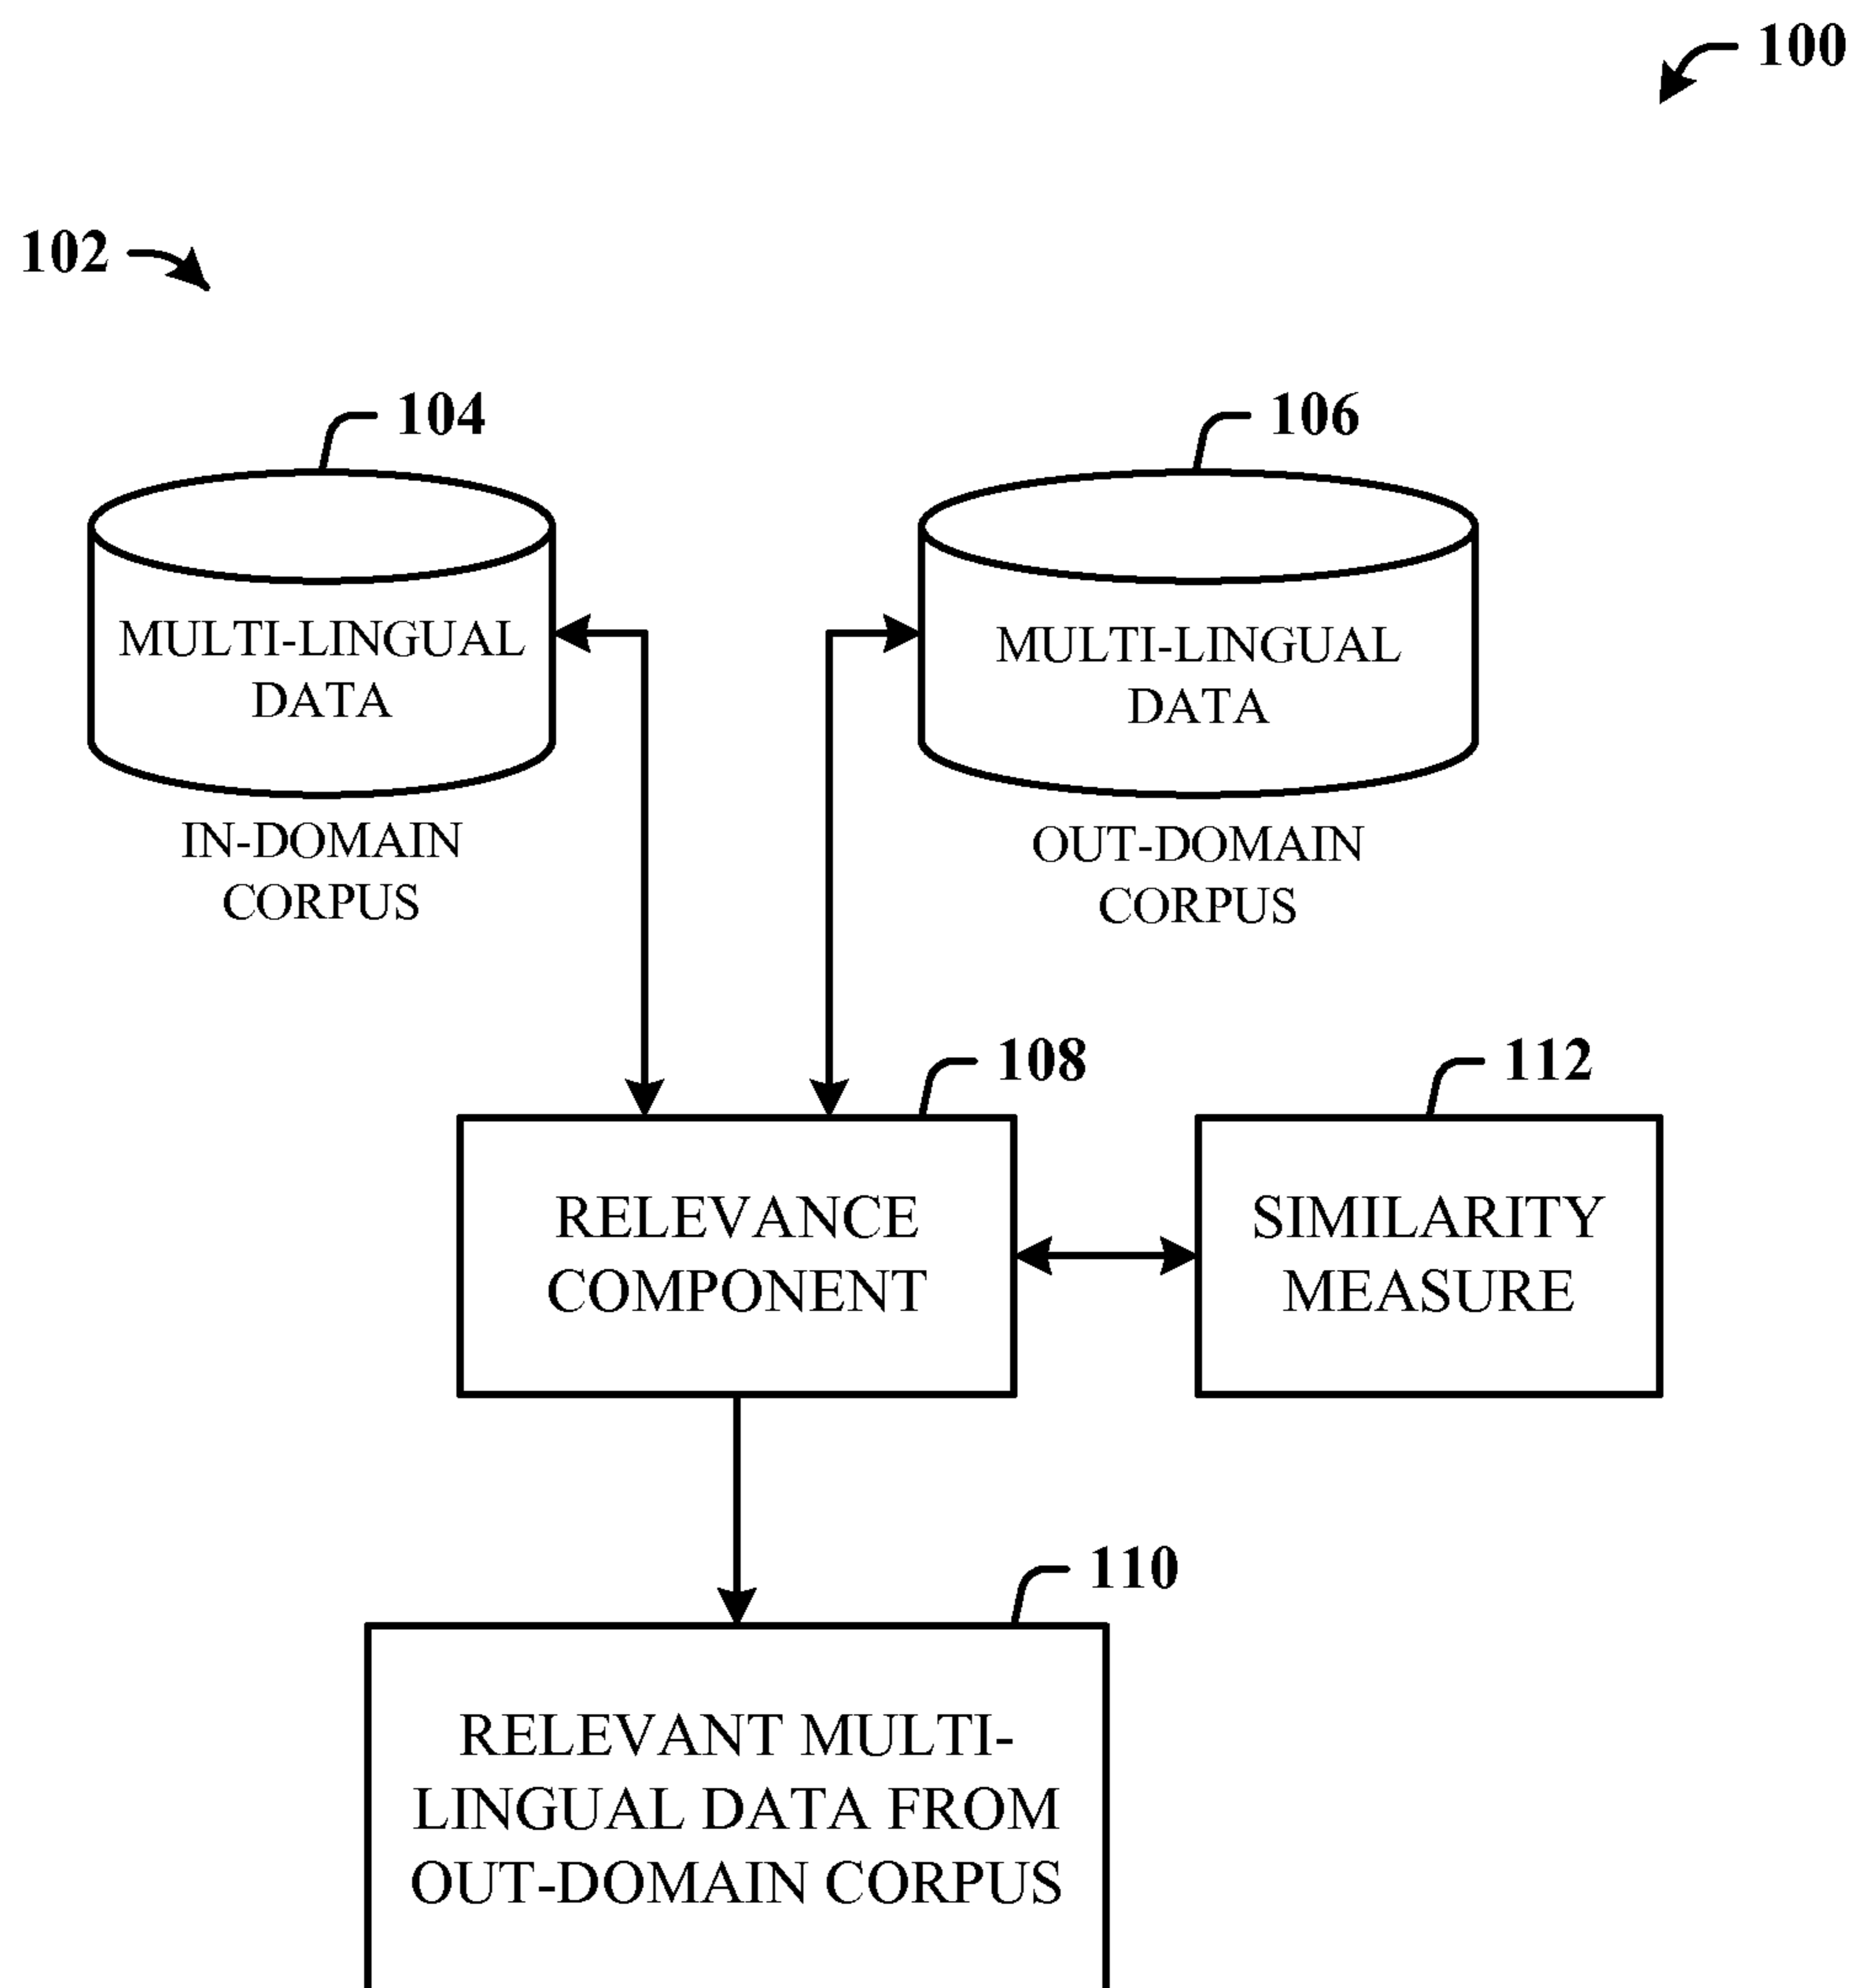 100
102
104
106
MULTI-LINGUAL
DATA
MULTI-LINGUAL
DATA
IN-DOMAIN
CORPUS
OUT-DOMAIN
CORPUS
108
112
RELEVANCE
COMPONENT
SIMILARITY
MEASURE
110
RELEVANT MULTI-
LINGUAL DATA FROM
OUT-DOMAIN CORPUS